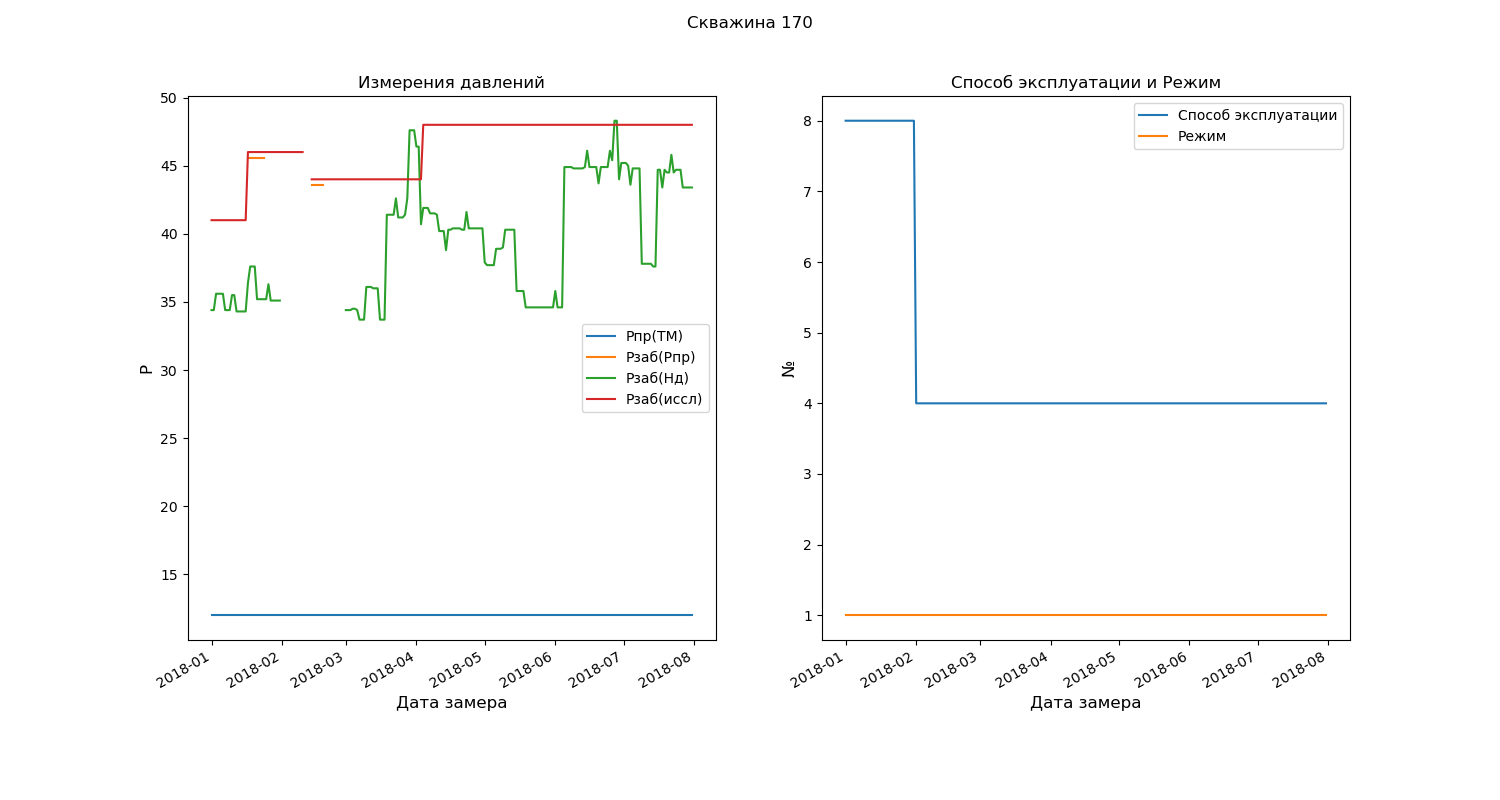 Скважина 170
Измерения давлений
50
45
40
35
30
25
20
15
P
Pпр(ТМ)
Pзаб(Pпр)
Pзаб(Нд)
Pзаб(иссл)
2018-01
2018-02
2018-03
2018-04
2018-05
2018-06
2018-07
2018-08
Дата замера
Способ эксплуатации и Режим
8
7
6
5
4
3
2
1
№
Способ эксплуатации
Режим
2018-01
2018-02
2018-03
2018-04
2018-05
2018-06
2018-07
2018-08
Дата замера